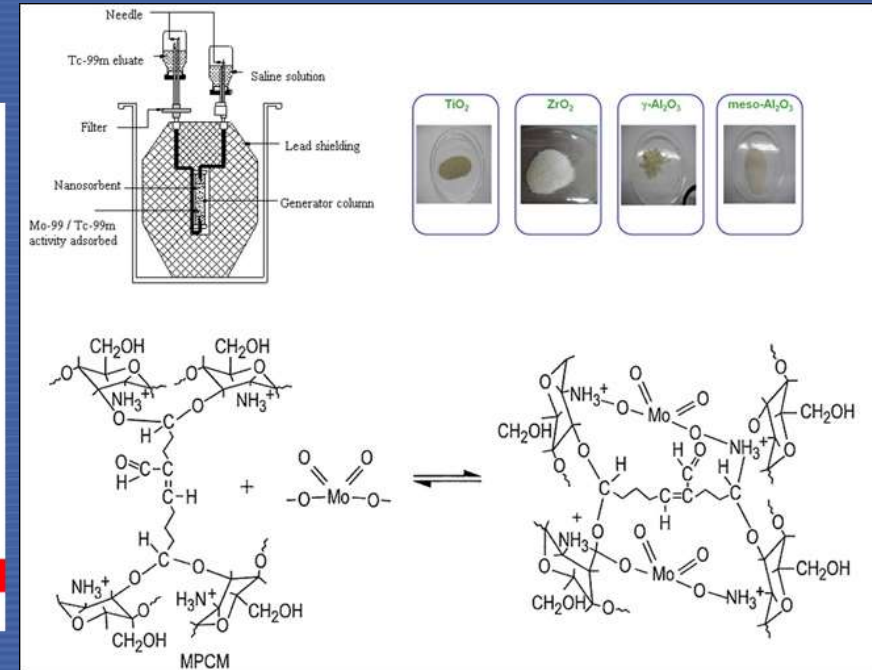 Needle
Tc-99m eluate
Saline solution
Filter
Lead shielding
Nanosorbent
Generator column
Mo-99 / Tc-99m
activity adsorbed
TiO₂
ZrO₂
γ-Al₂O₃
meso-Al₂O₃
CH₂OH
CH₂OH
O
O
O
O
NH₃⁺
NH₃⁺
O
O
H
C
O
C
H
C
H
+
O
O
-O
Mo
O-
H
C
O
O
NH₃⁺
H₃N⁺
O
O
O
O
CH₂OH
CH₂OH
MPCM
O
O
NH₃⁺
O
Mo
O
O
CH₂OH
O
O
NH₃⁺
O
O
CH₂OH
H
C
H
O
H
C
H
O
O
+
NH₃
O
O
Mo
O
O
NH₃⁺
O
O
CH₂OH
O
CH₂OH
O